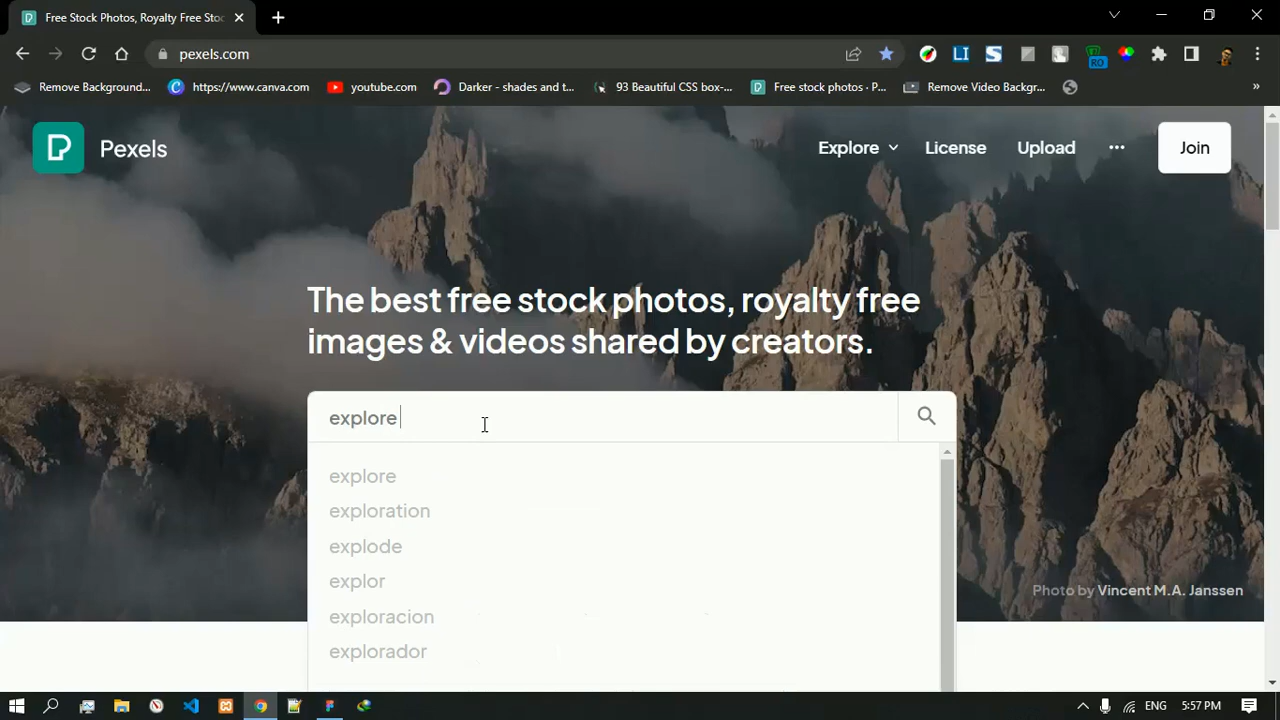 Free Stock Photos, Royalty Free Stoc
pexels.com
Remove Background...
https://www.canva.com
youtube.com
Darker - shades and t...
93 Beautiful CSS box-...
Free stock photos · P...
Remove Video Backgr...
»
Pexels
Explore
License
Upload
Join
The best free stock photos, royalty free
images & videos shared by creators.
explore
explore
exploration
explode
explor
exploracion
explorador
Photo by Vincent M.A. Janssen
LI
S
RO
ENG
5:57 PM